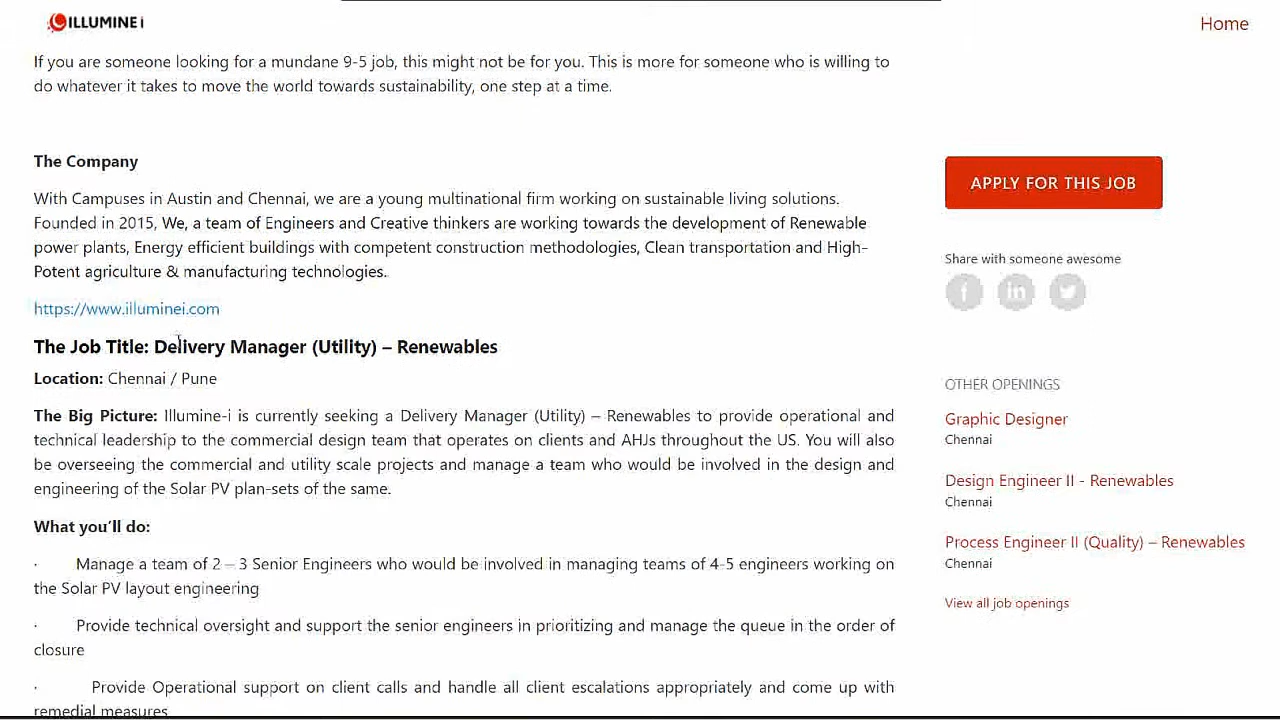 ILLUMINE i
Home
If you are someone looking for a mundane 9-5 job, this might not be for you. This is more for someone who is willing to
do whatever it takes to move the world towards sustainability, one step at a time.
The Company
With Campuses in Austin and Chennai, we are a young multinational firm working on sustainable living solutions.
Founded in 2015, We, a team of Engineers and Creative thinkers are working towards the development of Renewable
power plants, Energy efficient buildings with competent construction methodologies, Clean transportation and High-
Potent agriculture & manufacturing technologies.
https://www.illuminei.com
The Job Title: Delivery Manager (Utility) – Renewables
Location: Chennai / Pune
The Big Picture: Illumine-i is currently seeking a Delivery Manager (Utility) – Renewables to provide operational and
technical leadership to the commercial design team that operates on clients and AHJs throughout the US. You will also
be overseeing the commercial and utility scale projects and manage a team who would be involved in the design and
engineering of the Solar PV plan-sets of the same.
What you'll do:
· Manage a team of 2 – 3 Senior Engineers who would be involved in managing teams of 4-5 engineers working on
the Solar PV layout engineering
· Provide technical oversight and support the senior engineers in prioritizing and manage the queue in the order of
closure
· Provide Operational support on client calls and handle all client escalations appropriately and come up with
remedial measures
APPLY FOR THIS JOB
Share with someone awesome
f in
OTHER OPENINGS
Graphic Designer
Chennai
Design Engineer II - Renewables
Chennai
Process Engineer II (Quality) – Renewables
Chennai
View all job openings